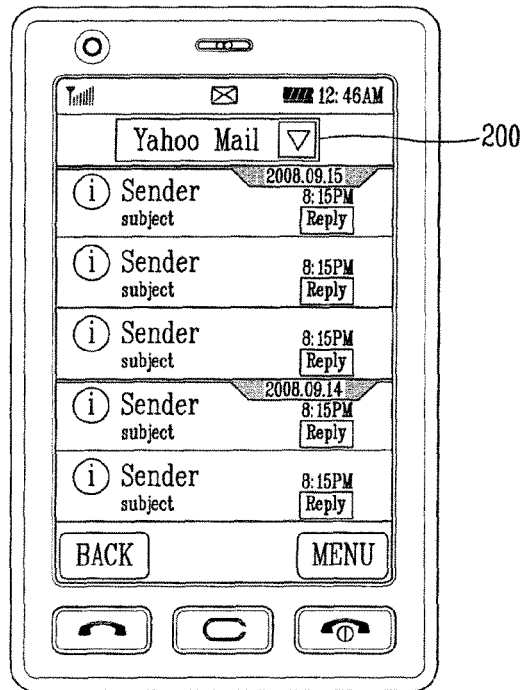 12:46AM
Yahoo Mail
200
2008.09.15
i Sender 8:15PM
subject Reply
i Sender 8:15PM
subject Reply
i Sender 8:15PM
subject Reply
2008.09.14
i Sender 8:15PM
subject Reply
i Sender 8:15PM
subject Reply
BACK MENU